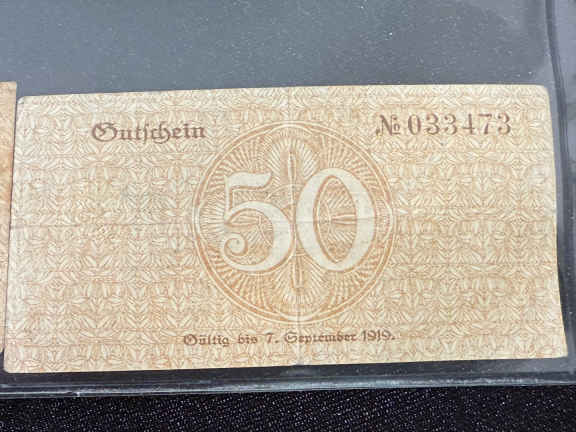 Gutschein
№ 033473
50
Gültig bis 7. September 1919.